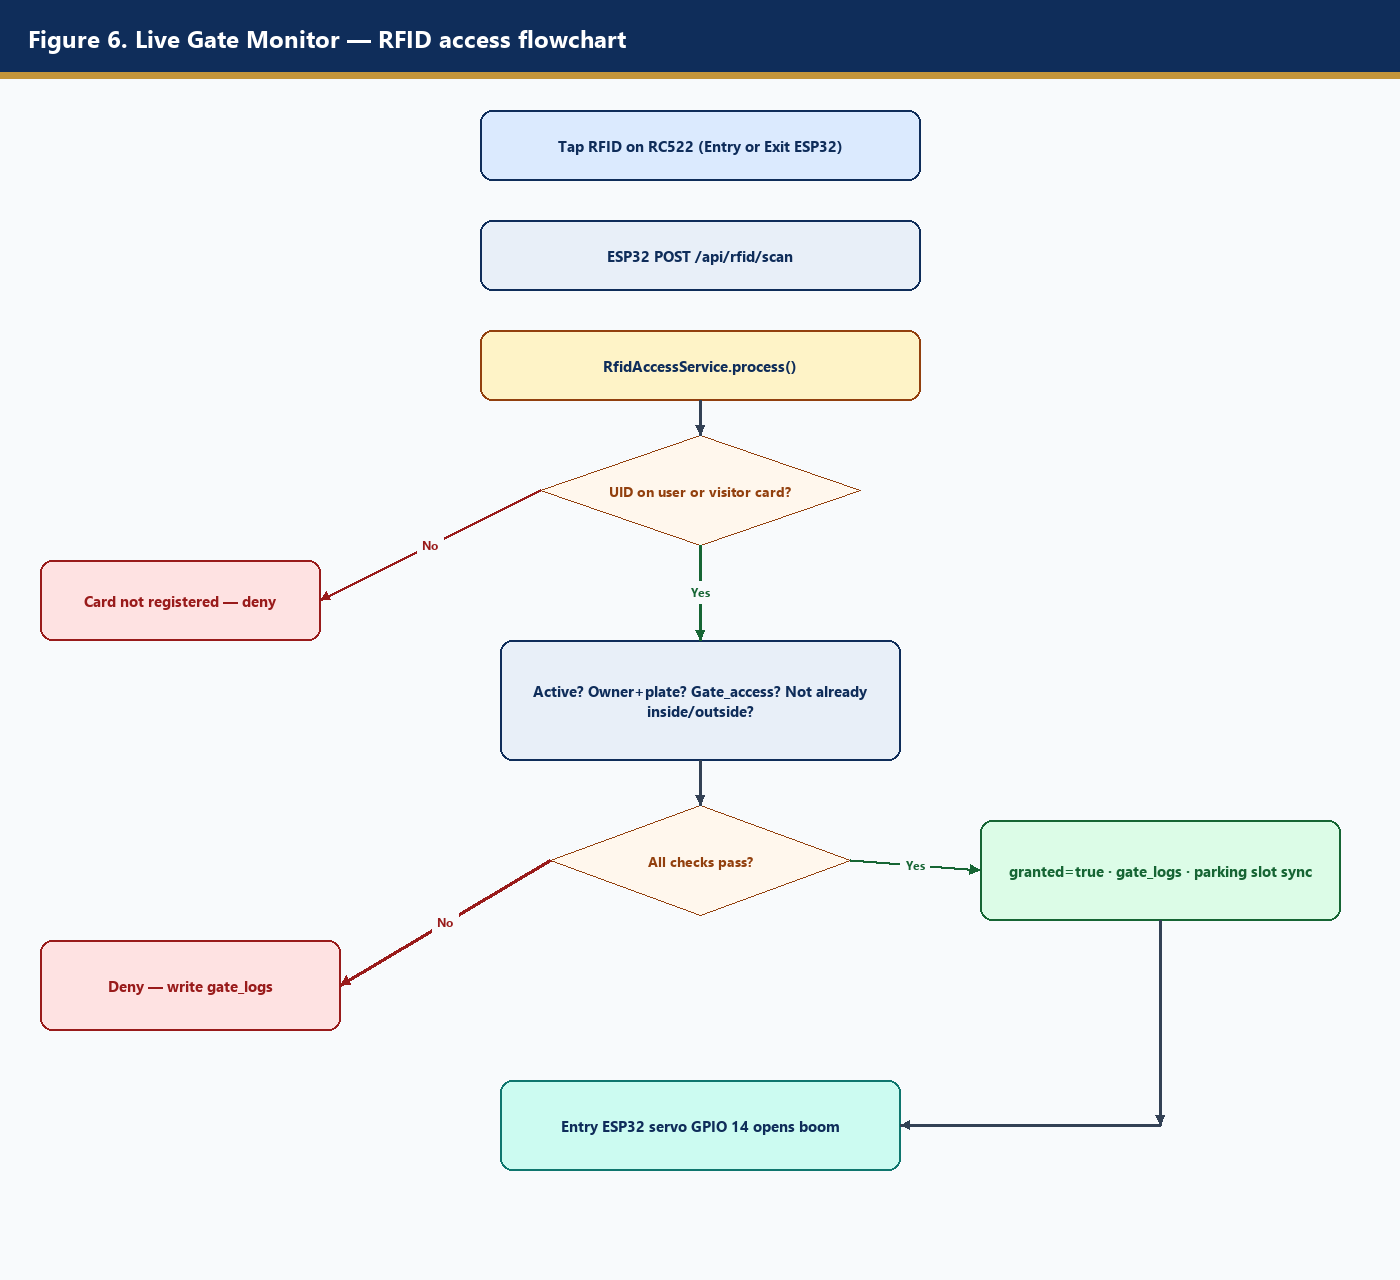 Figure 6. Live Gate Monitor — RFID access flowchart
Tap RFID on RC522 (Entry or Exit ESP32)
ESP32 POST /api/rfid/scan
RfidAccessService.process()
UID on user or visitor card?
No
Card not registered — deny
Yes
Active? Owner+plate? Gate_access? Not already
inside/outside?
All checks pass?
Yes
granted=true · gate_logs · parking slot sync
No
Deny — write gate_logs
Entry ESP32 servo GPIO 14 opens boom